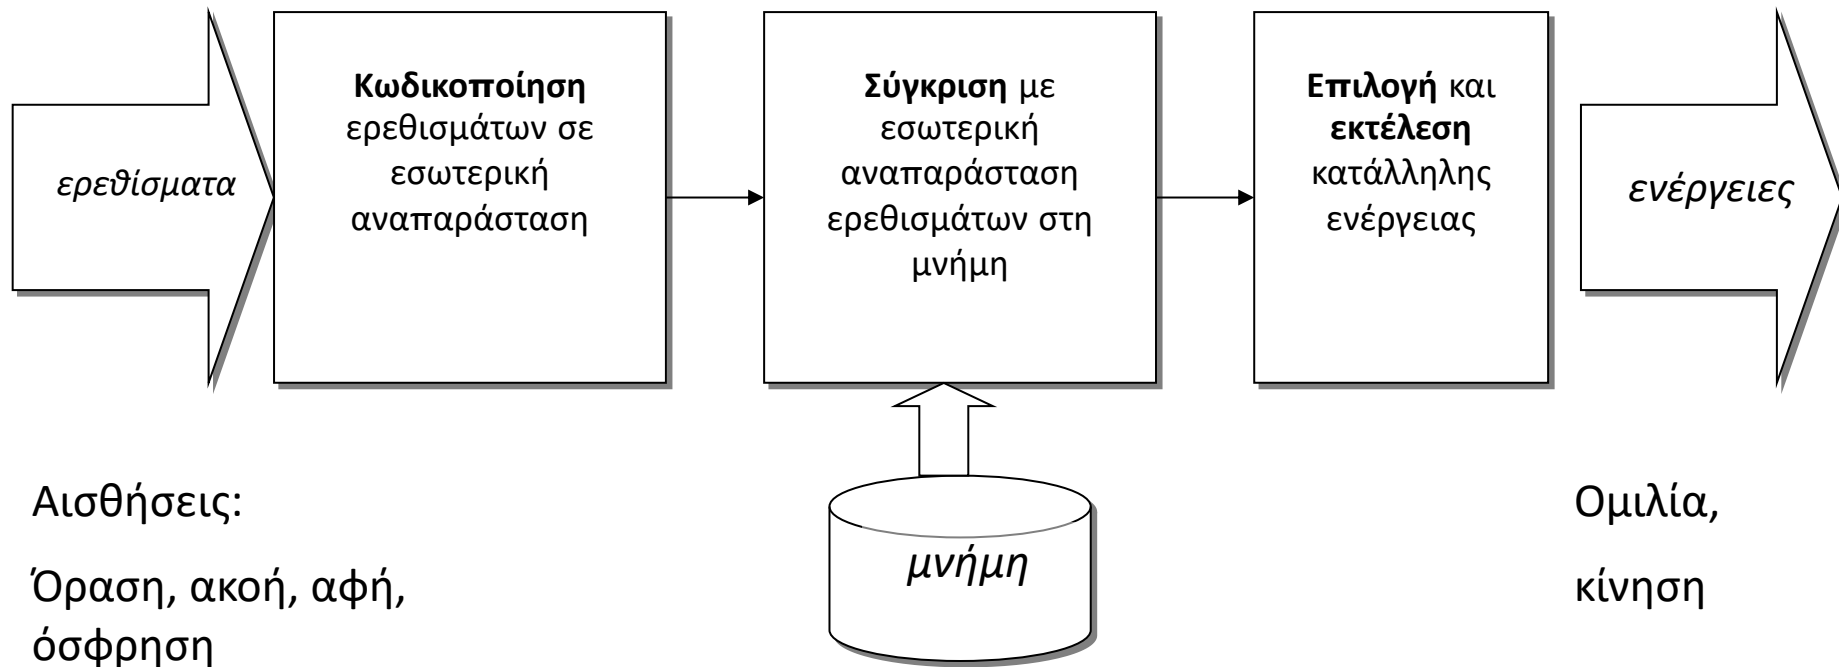 ερεθίσματα
Κωδικοποίηση
ερεθισμάτων σε
εσωτερική
αναπαράσταση
Σύγκριση με
εσωτερική
αναπαράσταση
ερεθισμάτων στη
μνήμη
Επιλογή και
εκτέλεση
κατάλληλης
ενέργειας
ενέργειες
μνήμη
Αισθήσεις:
Όραση, ακοή, αφή,
όσφρηση
Ομιλία,
κίνηση